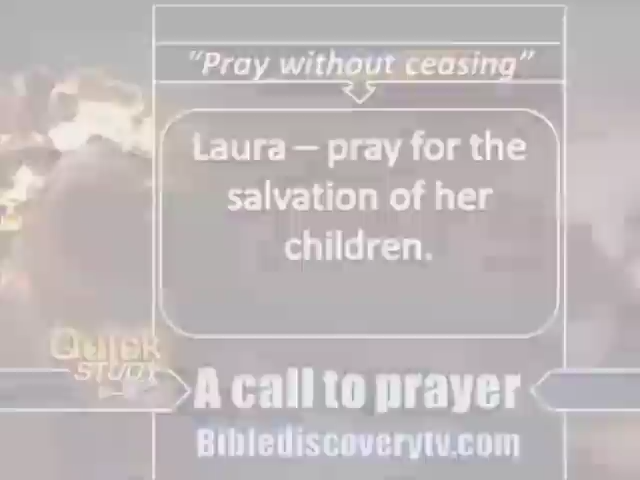 "Pray without ceasing"
Laura – pray for the
salvation of her
children.
Quick
STUDY
A call to prayer
Biblediscoverytv.com